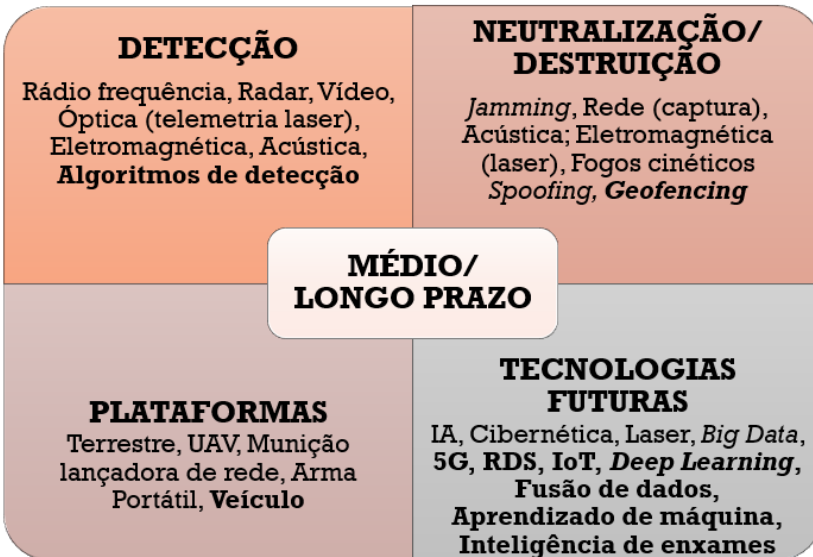 DETECÇÃO
Rádio frequência, Radar, Vídeo,
Óptica (telemetria laser),
Eletromagnética, Acústica,
Algoritmos de detecção
NEUTRALIZAÇÃO/
DESTRUIÇÃO
Jamming, Rede (captura),
Acústica; Eletromagnética
(laser), Fogos cinéticos
Spoofing, Geofencing
MÉDIO/
LONGO PRAZO
PLATAFORMAS
Terrestre, UAV, Munição
lançadora de rede, Arma
Portátil, Veículo
TECNOLOGIAS
FUTURAS
IA, Cibernética, Laser, Big Data,
5G, RDS, IoT, Deep Learning,
Fusão de dados,
Aprendizado de máquina,
Inteligência de enxames